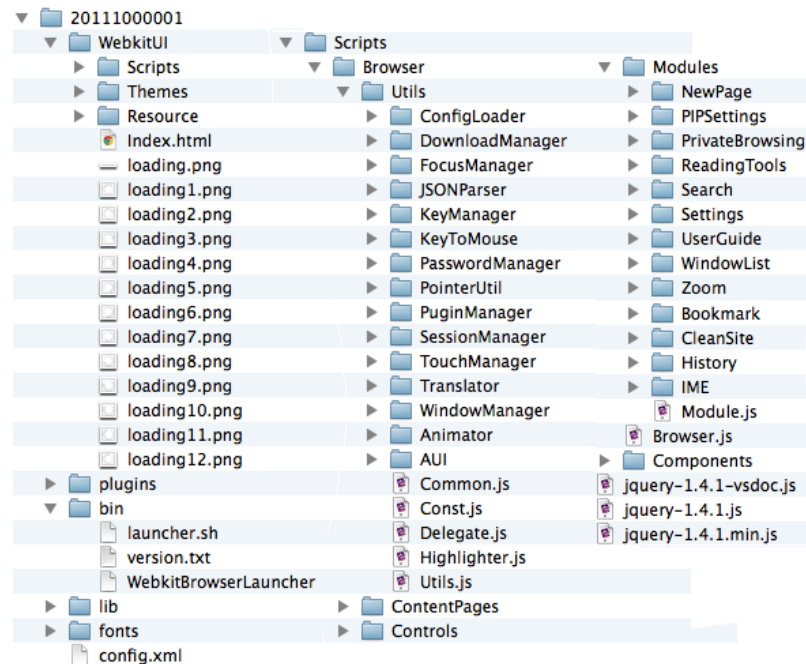 20111000001
WebkitUI
Scripts
Themes
Resource
Index.html
loading.png
loading1.png
loading2.png
loading3.png
loading4.png
loading5.png
loading6.png
loading7.png
loading8.png
loading9.png
loading10.png
loading11.png
loading12.png
plugins
bin
launcher.sh
version.txt
WebkitBrowserLauncher
lib
fonts
config.xml
Scripts
Browser
Utils
ConfigLoader
DownloadManager
FocusManager
JSONParser
KeyManager
KeyToMouse
PasswordManager
PointerUtil
PuginManager
SessionManager
TouchManager
Translator
WindowManager
Animator
AUI
Common.js
Const.js
Delegate.js
Highlighter.js
Utils.js
ContentPages
Controls
Modules
NewPage
PIPSettings
PrivateBrowsing
ReadingTools
Search
Settings
UserGuide
WindowList
Zoom
Bookmark
CleanSite
History
IME
Module.js
Browser.js
Components
jquery-1.4.1-vsdoc.js
jquery-1.4.1.js
jquery-1.4.1.min.js